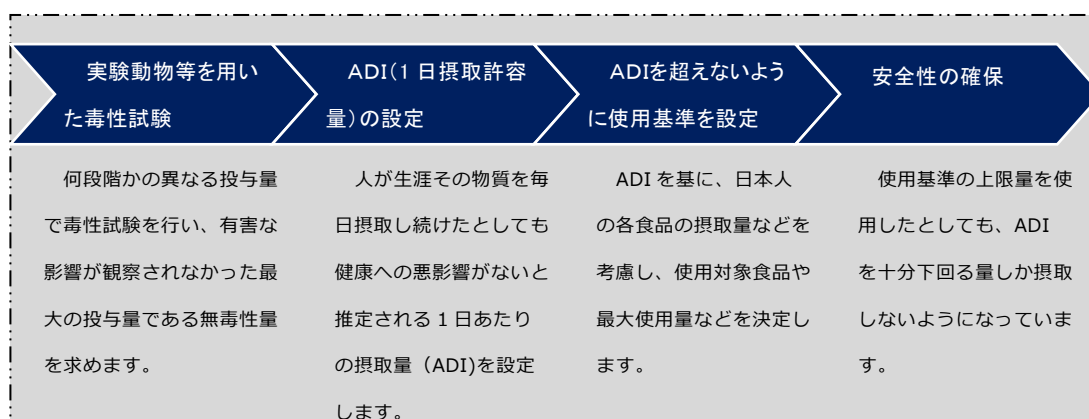 実験動物等を用い
た毒性試験
ADI(1日摂取許容
量)の設定
ADIを超えないよう
に使用基準を設定
安全性の確保
何段階かの異なる投与量
で毒性試験を行い、有害な
影響が観察されなかった最
大の投与量である無毒性量
を求めます。
人が生涯その物質を毎
日摂取し続けたとしても
健康への悪影響がないと
推定される 1 日あたり
の摂取量（ADI)を設定
します。
ADI を基に、日本人
の各食品の摂取量などを
考慮し、使用対象食品や
最大使用量などを決定し
ます。
使用基準の上限量を使
用したとしても、ADI
を十分下回る量しか摂取
しないようになっていま
す。